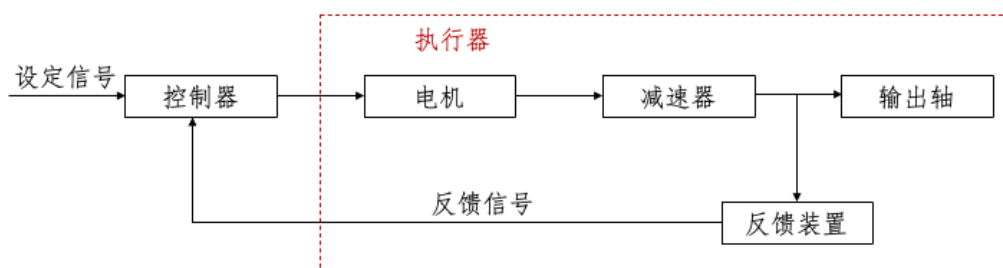 执行器
设定信号
控制器
电机
减速器
输出轴
反馈信号
反馈装置